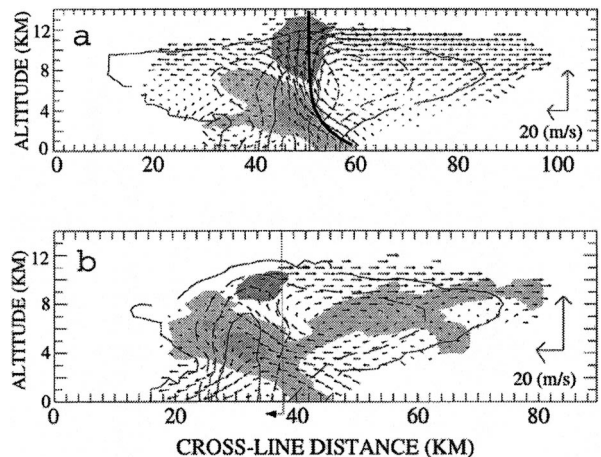 a
ALTITUDE (KM)
12
8
4
0
20 (m/s)
0 20 40 60 80 100
b
ALTITUDE (KM)
12
8
4
0
20 (m/s)
0 20 40 60 80
CROSS-LINE DISTANCE (KM)